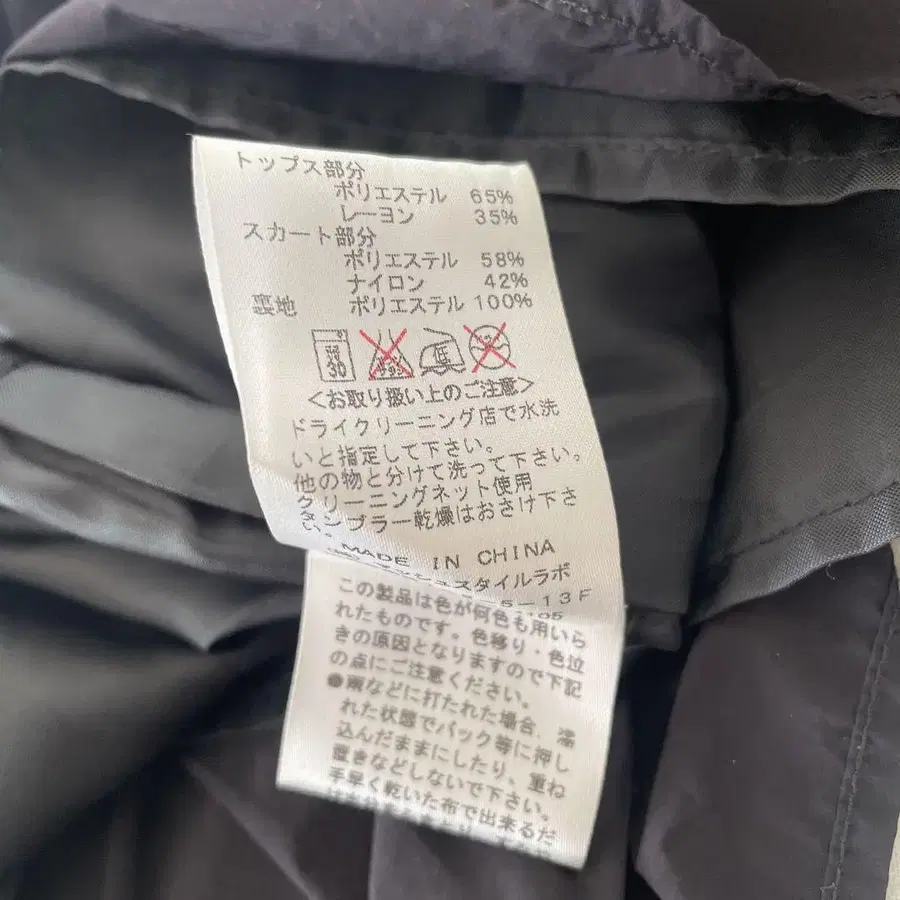 トップス部分
ポリエステル 65%
レーヨン 35%
スカート部分
ポリエステル 58%
ナイロン 42%
裏地 ポリエステル 100%
30 低
<お取り扱い上のご注意>
ドライクリーニング店で水洗
いと指定して下さい。
他の物と分けて洗って下さい。
クリーニングネット使用
タンブラー乾燥はおさけ下さ
い。
MADE IN CHINA
スタイルラボ
5-13F
この製品は色が何色も用いら
れたものです。色移り・色泣
きの原因となりますので下記
の点にご注意ください。
●雨などに打たれた場合、濡
れた状態でバック等に押し
込んだままにしたり、重ね
置きなどしないで下さい。
手早く乾いた布で出来るだ